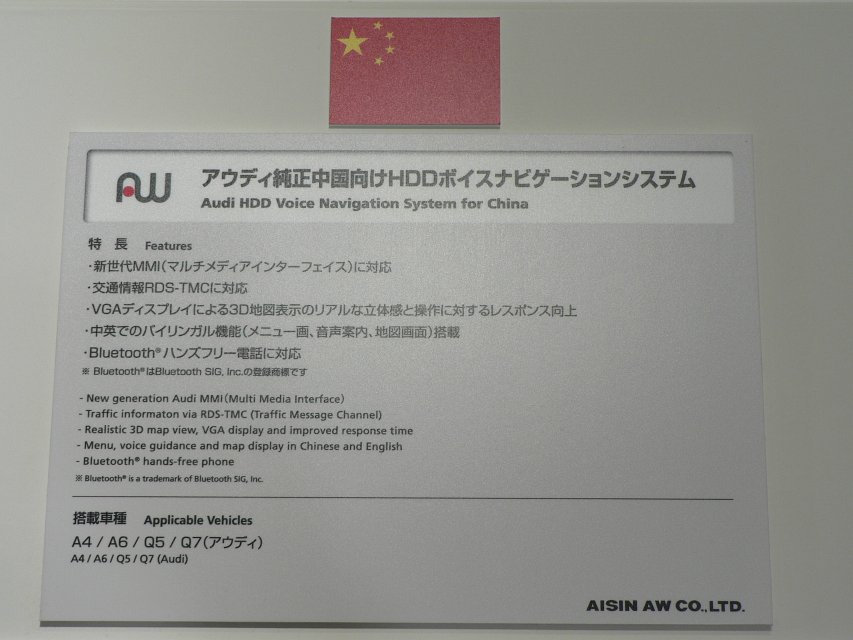 AW
アウディ純正中国向けHDDボイスナビゲーションシステム
Audi HDD Voice Navigation System for China
特 長 Features
・新世代MMI(マルチメディアインターフェイス)に対応
・交通情報RDS-TMCに対応
・VGAディスプレイによる3D地図表示のリアルな立体感と操作に対するレスポンス向上
・中英でのバイリンガル機能(メニュー画、音声案内、地図画面)搭載
・Bluetooth®ハンズフリー電話に対応
※ Bluetooth®はBluetooth SIG, Inc.の登録商標です
- New generation Audi MMI(Multi Media Interface)
- Traffic informaton via RDS-TMC (Traffic Message Channel)
- Realistic 3D map view, VGA display and improved response time
- Menu, voice guidance and map display in Chinese and English
- Bluetooth® hands-free phone
※ Bluetooth® is a trademark of Bluetooth SIG, Inc.
搭載車種 Applicable Vehicles
A4 / A6 / Q5 / Q7(アウディ)
A4 / A6 / Q5 / Q7 (Audi)
AISIN AW CO.,LTD.